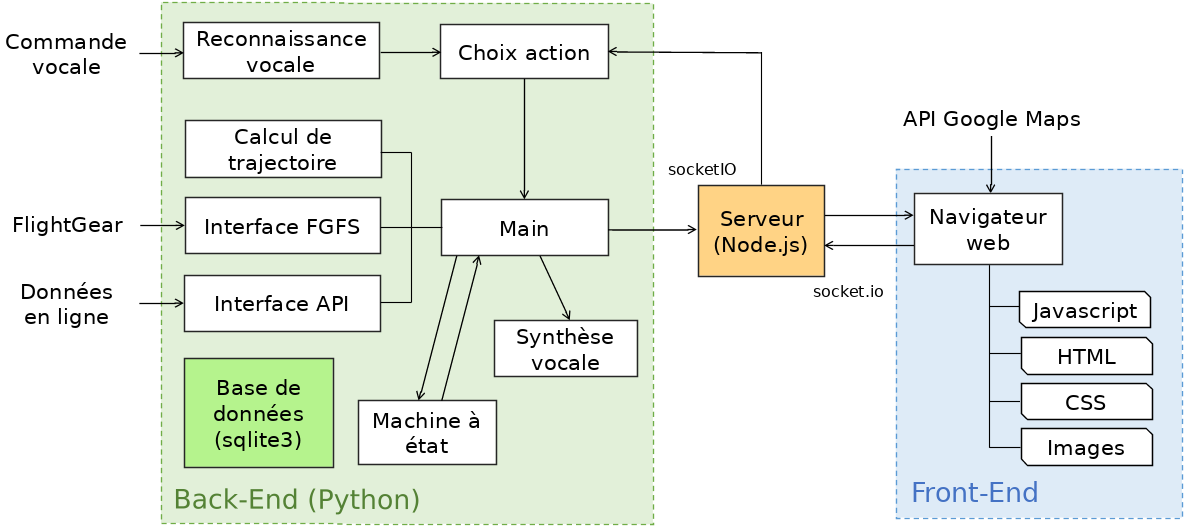 Commande
vocale
Reconnaissance
vocale
Choix action
Calcul de
trajectoire
FlightGear
Interface FGFS
Main
Données
en ligne
Interface API
Synthèse
vocale
Base de
données
(sqlite3)
Machine à
état
Back-End (Python)
socketIO
Serveur
(Node.js)
socket.io
API Google Maps
Navigateur
web
Javascript
HTML
CSS
Images
Front-End